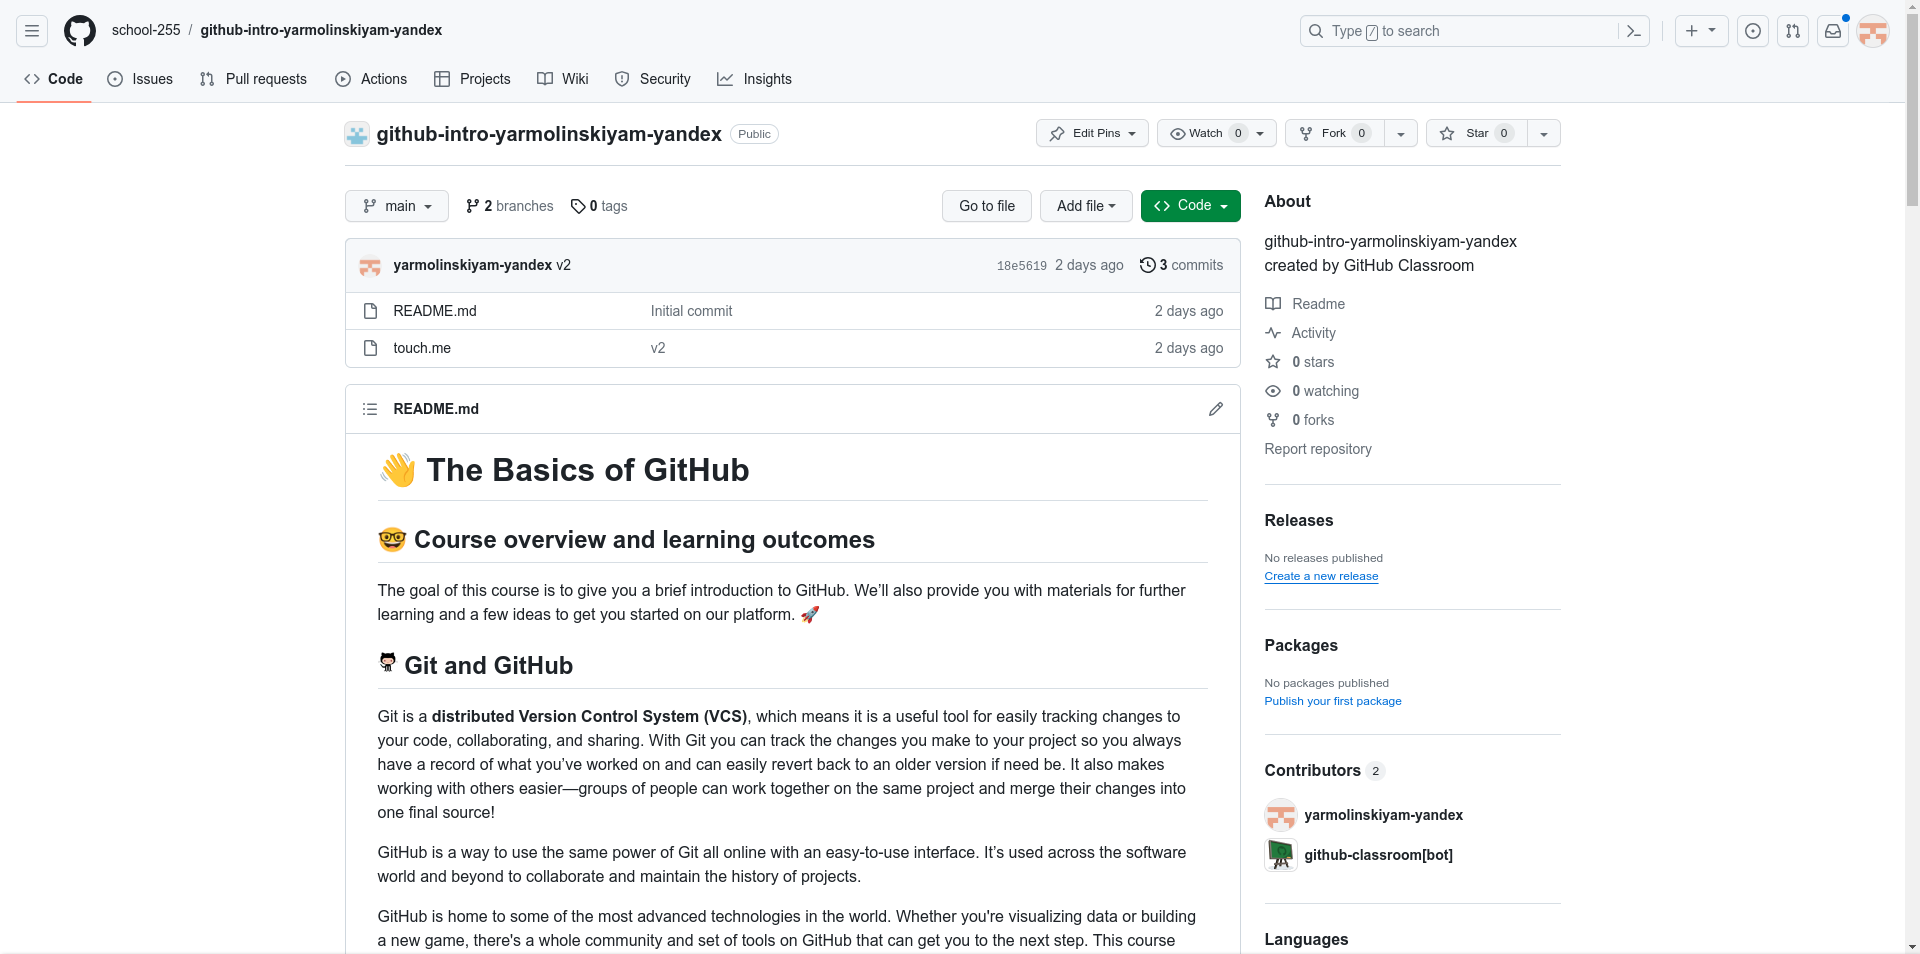 school-255 / github-intro-yarmolinskiyam-yandex
Type / to search
Code Issues Pull requests Actions Projects Wiki Security Insights
github-intro-yarmolinskiyam-yandex Public
Edit Pins Watch 0 Fork 0 Star 0
main 2 branches 0 tags Go to file Add file Code
yarmolinskiyam-yandex v2 18e5619 2 days ago 3 commits
README.md Initial commit 2 days ago
touch.me v2 2 days ago
README.md
👋 The Basics of GitHub
🤓 Course overview and learning outcomes
The goal of this course is to give you a brief introduction to GitHub. We’ll also provide you with materials for further
learning and a few ideas to get you started on our platform. 🚀
Git and GitHub
Git is a distributed Version Control System (VCS), which means it is a useful tool for easily tracking changes to
your code, collaborating, and sharing. With Git you can track the changes you make to your project so you always
have a record of what you’ve worked on and can easily revert back to an older version if need be. It also makes
working with others easier—groups of people can work together on the same project and merge their changes into
one final source!
GitHub is a way to use the same power of Git all online with an easy-to-use interface. It’s used across the software
world and beyond to collaborate and maintain the history of projects.
GitHub is home to some of the most advanced technologies in the world. Whether you're visualizing data or building
a new game, there's a whole community and set of tools on GitHub that can get you to the next step. This course
About
github-intro-yarmolinskiyam-yandex
created by GitHub Classroom
Readme
Activity
0 stars
0 watching
0 forks
Report repository
Releases
No releases published
Create a new release
Packages
No packages published
Publish your first package
Contributors 2
yarmolinskiyam-yandex
github-classroom[bot]
Languages